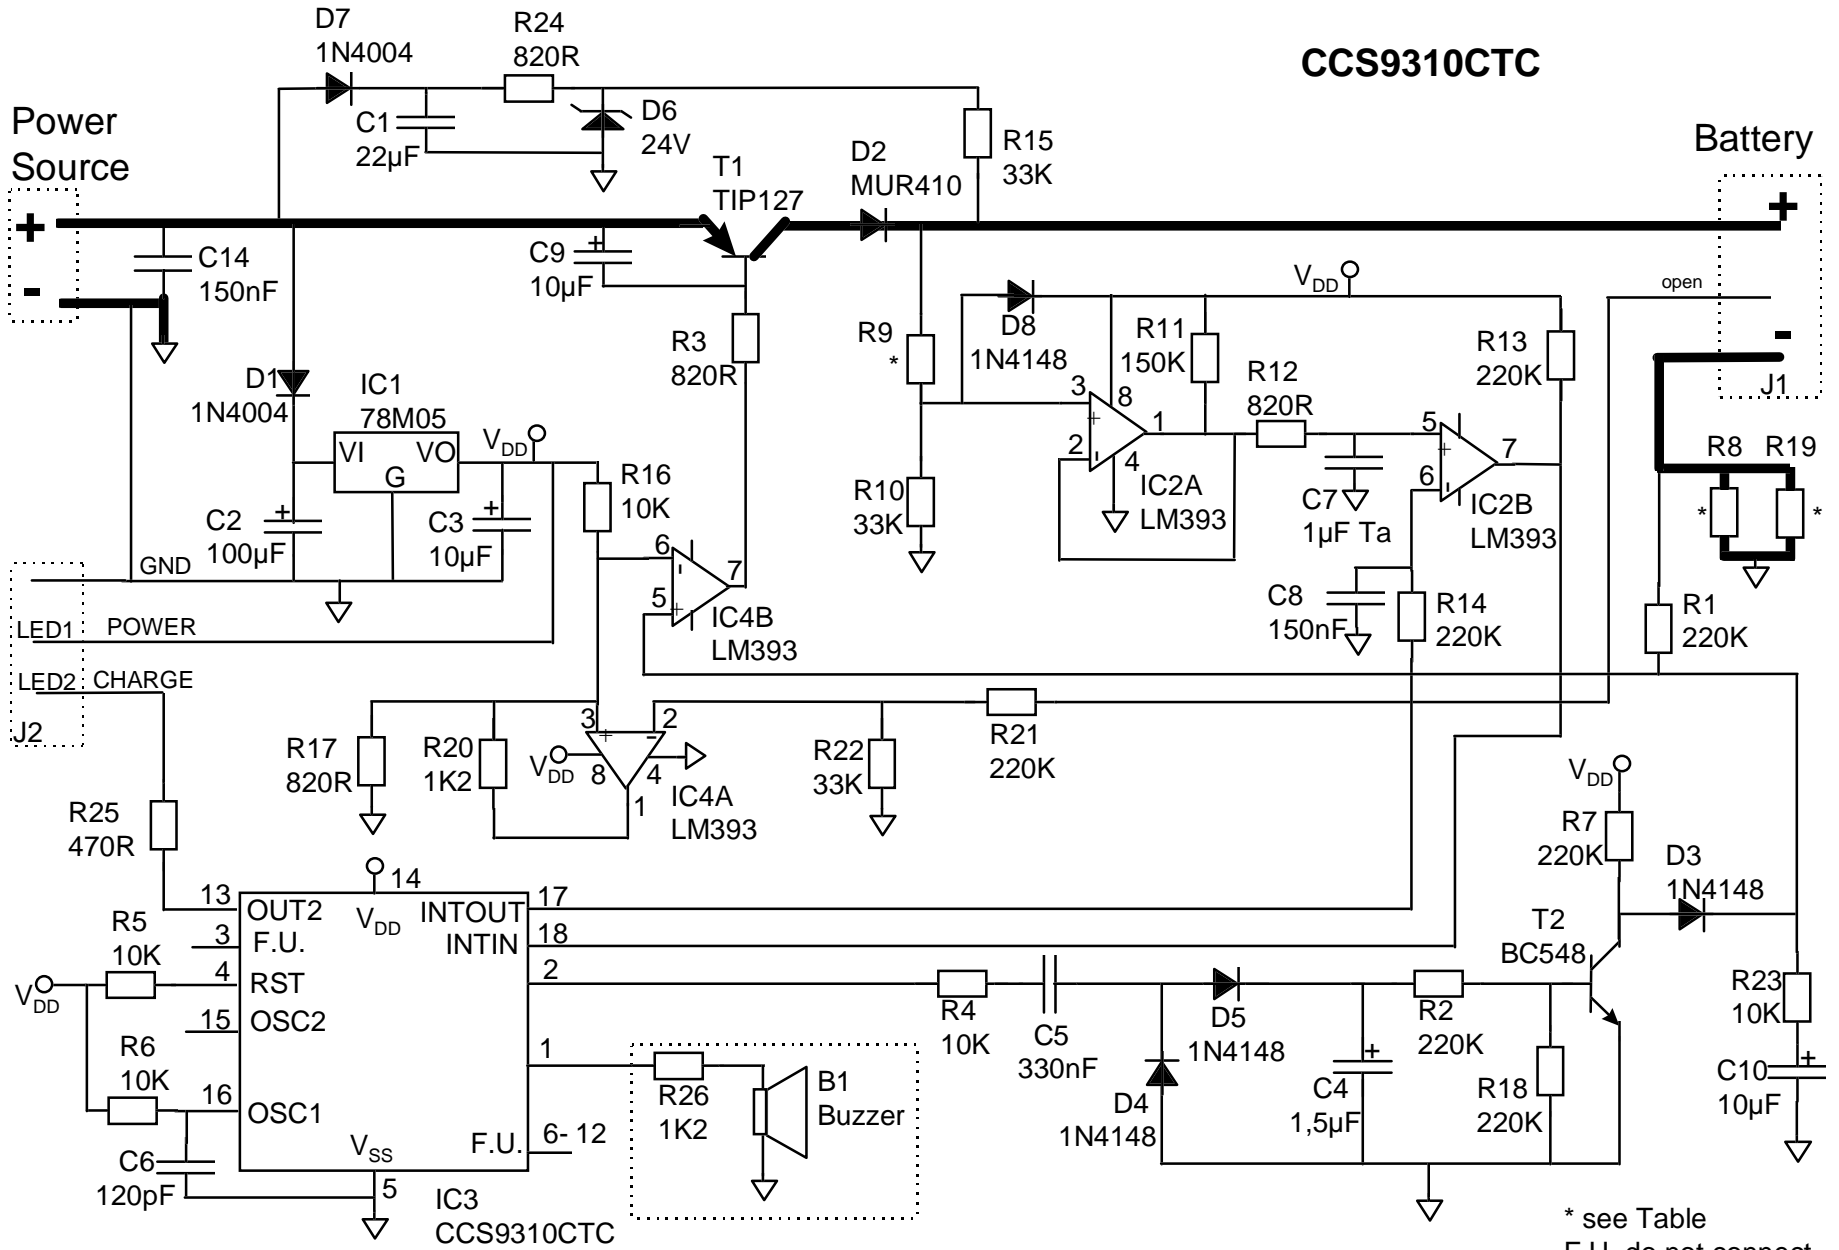 CCS9310CTC
D7
1N4004
R24
820R
C1
22µF
D6
24V
R15
33K
Power
Source
+
-
T1
TIP127
D2
MUR410
Battery
+
open
-
J1
C14
150nF
C9
10µF
R3
820R
D1
1N4004
IC1
78M05
VI
VO
G
VDD
C2
100µF
C3
10µF
R16
10K
R9
*
R10
33K
D8
1N4148
VDD
R11
150K
R12
820R
R13
220K
3
+
2
-
8
4
1
IC2A
LM393
C7
1µF Ta
5
+
6
-
7
IC2B
LM393
R8
*
R19
*
C8
150nF
R14
220K
R1
220K
GND
LED1
POWER
LED2
CHARGE
J2
6
-
5
+
7
IC4B
LM393
R17
820R
R20
1K2
3
+
2
-
VDD
8
4
1
IC4A
LM393
R22
33K
R21
220K
R25
470R
13
OUT2
14
VDD
INTOUT
17
INTIN
18
3
F.U.
4
RST
2
15
OSC2
1
16
OSC1
VSS
5
F.U.
6- 12
IC3
CCS9310CTC
R5
10K
VDD
R6
10K
C6
120pF
R26
1K2
B1
Buzzer
R4
10K
C5
330nF
D4
1N4148
D5
1N4148
C4
+
1,5µF
R2
220K
R18
220K
VDD
R7
220K
T2
BC548
D3
1N4148
R23
10K
C10
+
10µF
* see Table
F.U. do not connect